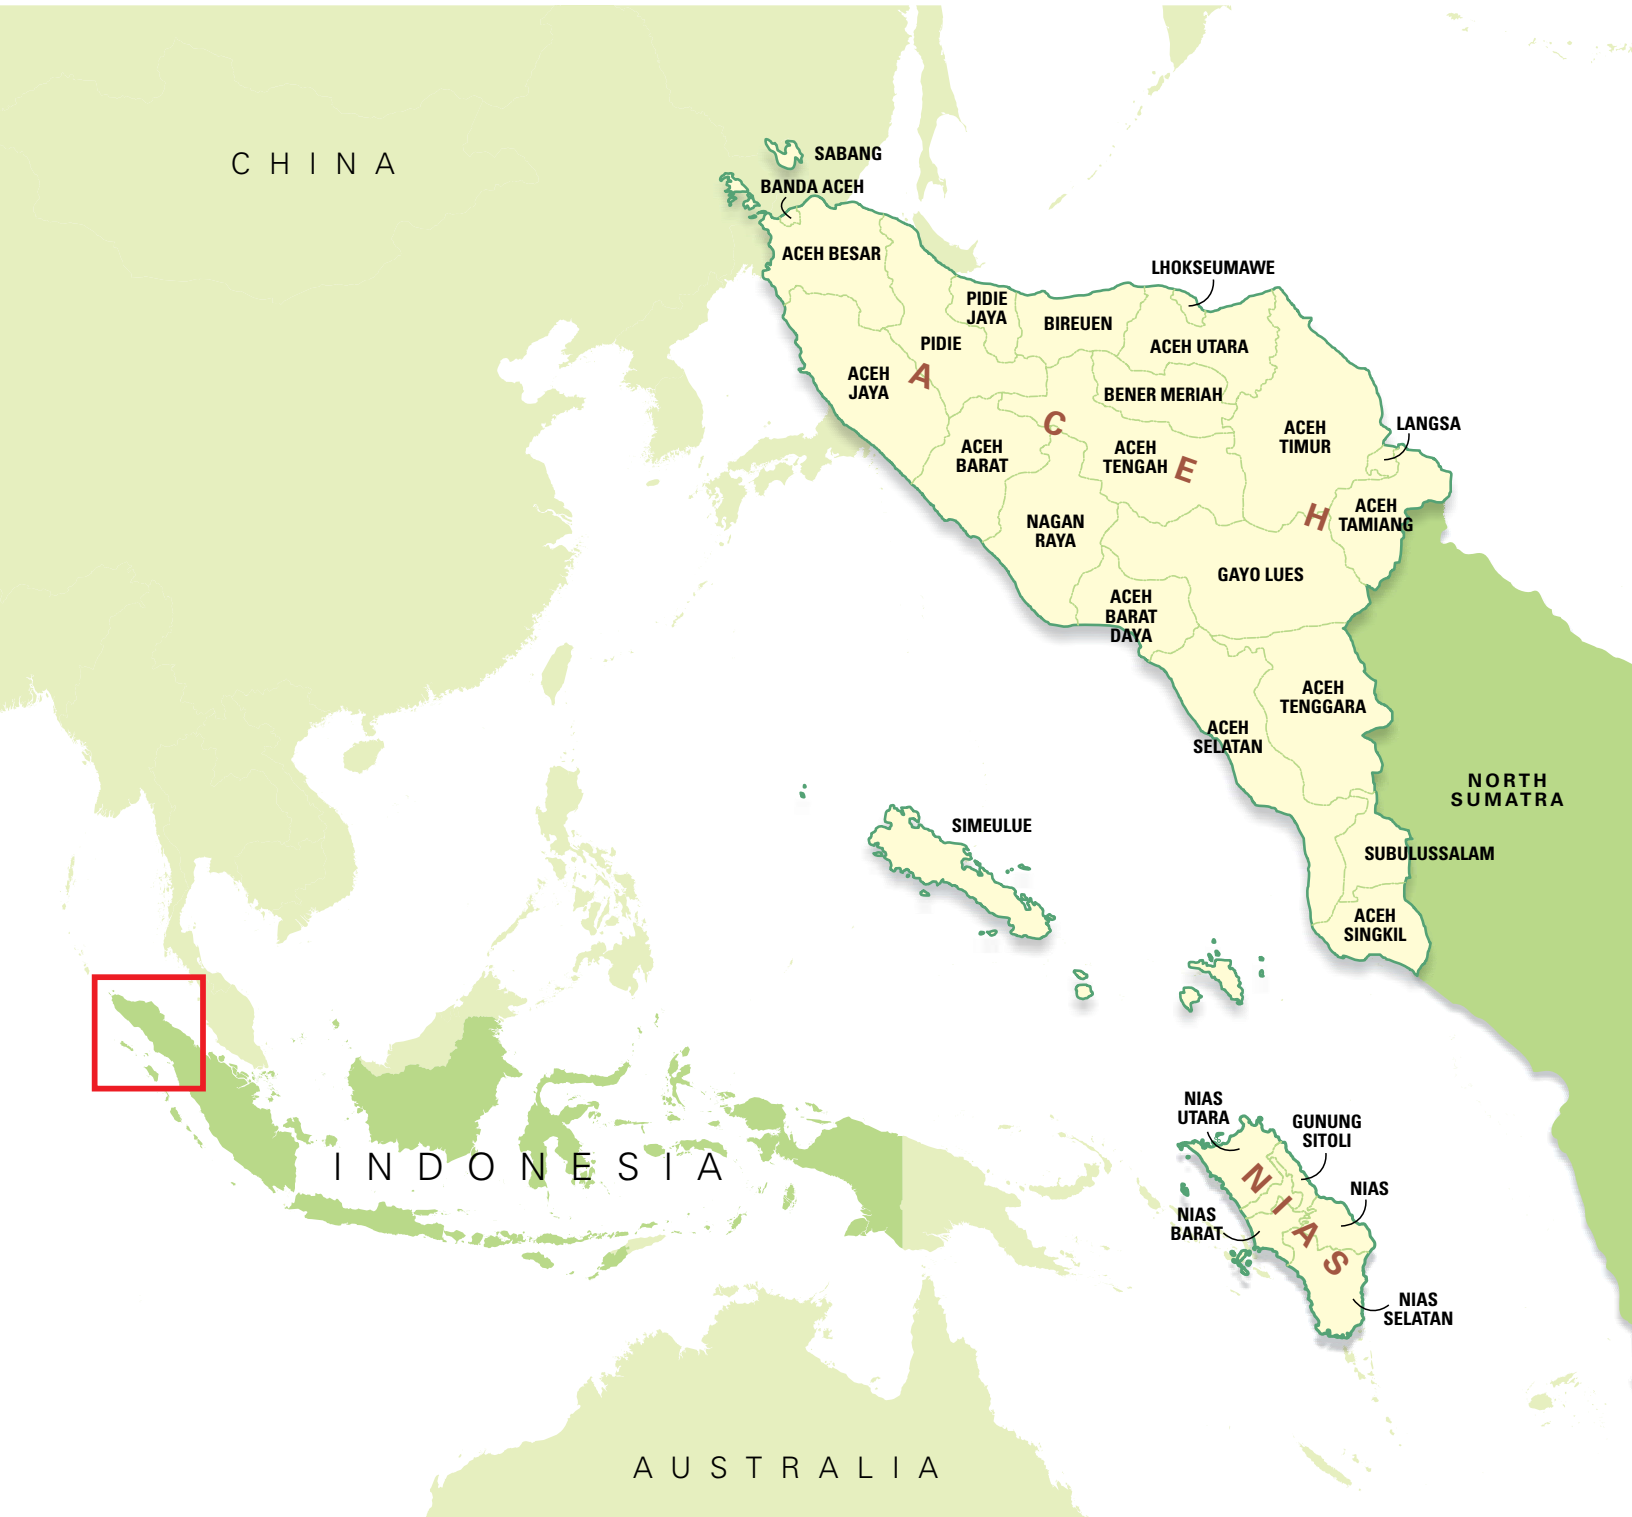 CHINA
SABANG
BANDA ACEH
ACEH BESAR
LHOKSEUMAWE
PIDIE
JAYA
BIREUEN
PIDIE
ACEH UTARA
ACEH
JAYA
BENER MERIAH
ACEH
TIMUR
LANGSA
ACEH
BARAT
ACEH
TENGAH
ACEH
ACEH
TAMIANG
NAGAN
RAYA
GAYO LUES
ACEH
BARAT
DAYA
ACEH
TENGGARA
ACEH
SELATAN
NORTH
SUMATRA
SIMEULUE
SUBULUSSALAM
ACEH
SINGKIL
INDONESIA
NIAS
UTARA
GUNUNG
SITOLI
NIAS
NIAS
NIAS
BARAT
NIAS
SELATAN
AUSTRALIA